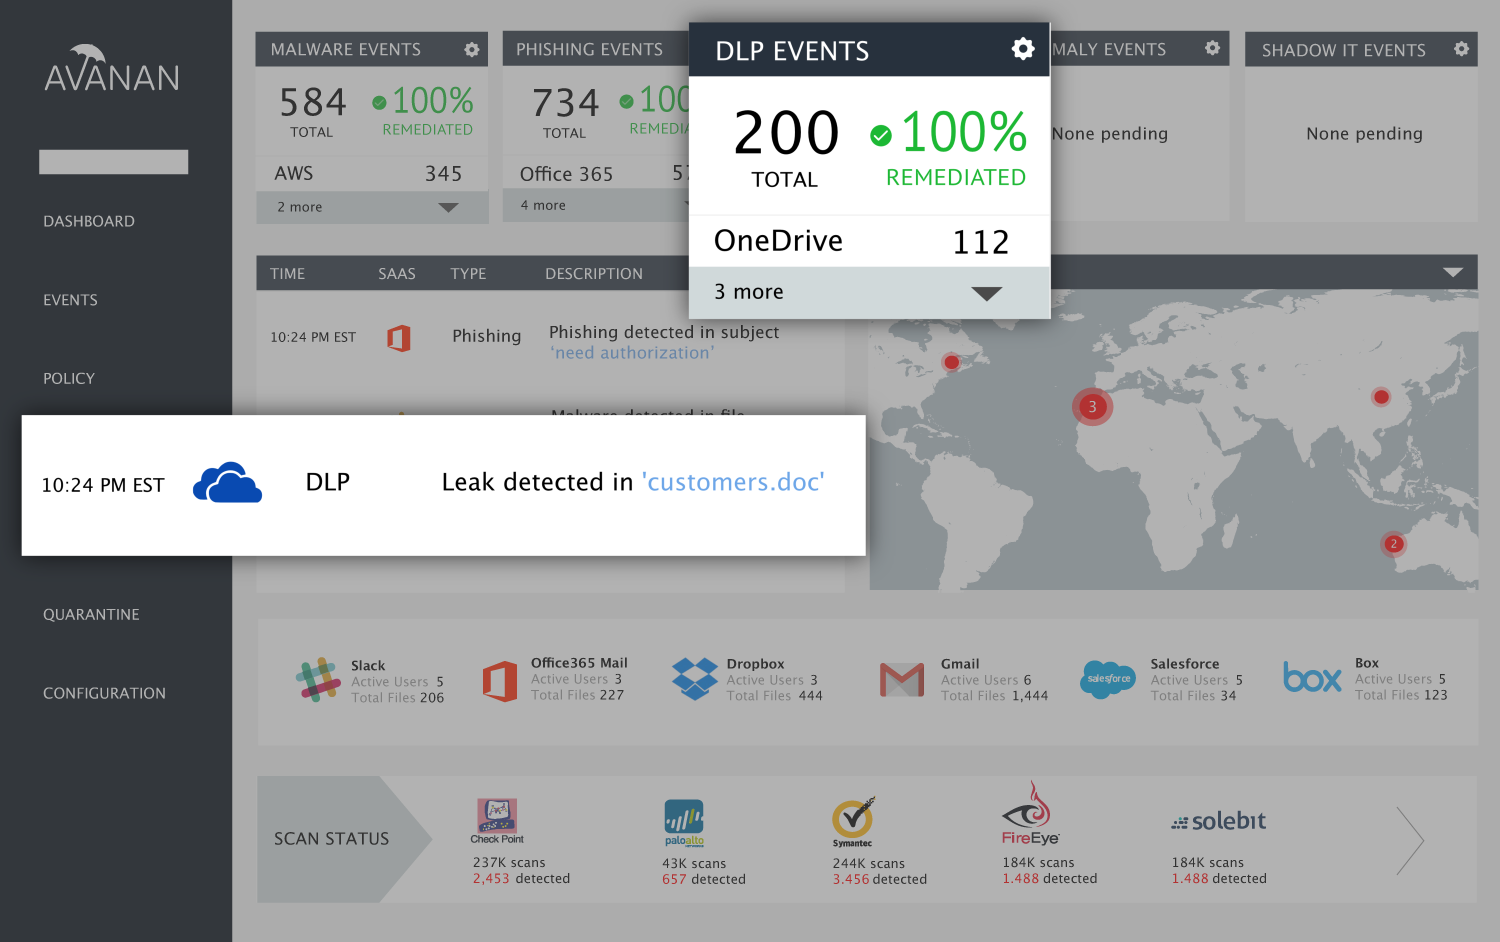 AVANAN
DASHBOARD
EVENTS
POLICY
QUARANTINE
CONFIGURATION
MALWARE EVENTS
584
TOTAL
100%
REMEDIATED
AWS 345
2 more
PHISHING EVENTS
734
TOTAL
Office 365
4 more
DLP EVENTS
200
TOTAL
100%
REMEDIATED
OneDrive 112
3 more
None pending
SHADOW IT EVENTS
None pending
TIME SAAS TYPE DESCRIPTION
10:24 PM EST Phishing Phishing detected in subject
‘need authorization’
Malware detected in file
10:24 PM EST DLP Leak detected in 'customers.doc'
3
2
Slack
Active Users 5
Total Files 206
Office365 Mail
Active Users 3
Total Files 227
Dropbox
Active Users 3
Total Files 444
Gmail
Active Users 6
Total Files 1,444
salesforce
Salesforce
Active Users 5
Total Files 34
box
Box
Active Users 5
Total Files 123
SCAN STATUS
Check Point
237K scans
2,453 detected
paloalto
43K scans
657 detected
Symantec
244K scans
3.456 detected
FireEye
184K scans
1.488 detected
solebit
184K scans
1.488 detected